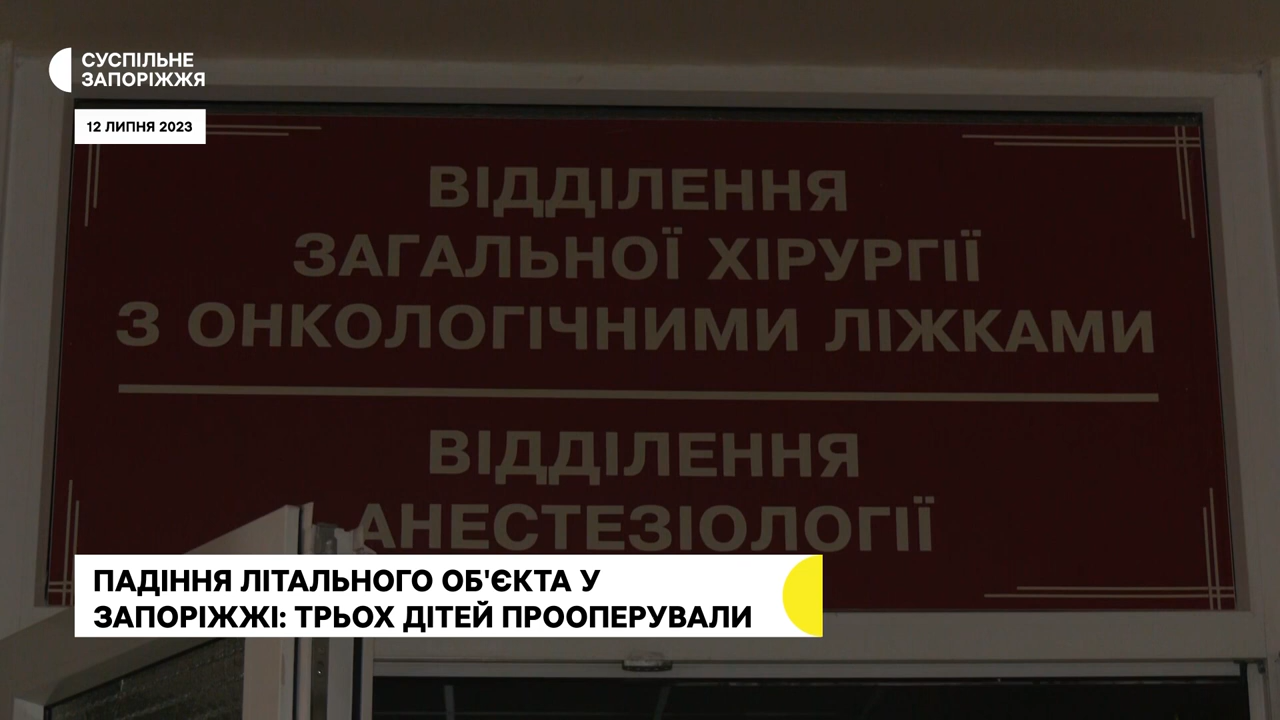 СУСПІЛЬНЕ
ЗАПОРІЖЖЯ
12 ЛИПНЯ 2023
ВІДДІЛЕННЯ
ЗАГАЛЬНОЇ ХІРУРГІЇ
З ОНКОЛОГІЧНИМИ ЛІЖКАМИ
ВІДДІЛЕННЯ
АНЕСТЕЗІОЛОГІЇ
ПАДІННЯ ЛІТАЛЬНОГО ОБ'ЄКТА У
ЗАПОРІЖЖІ: ТРЬОХ ДІТЕЙ ПРООПЕРУВАЛИ